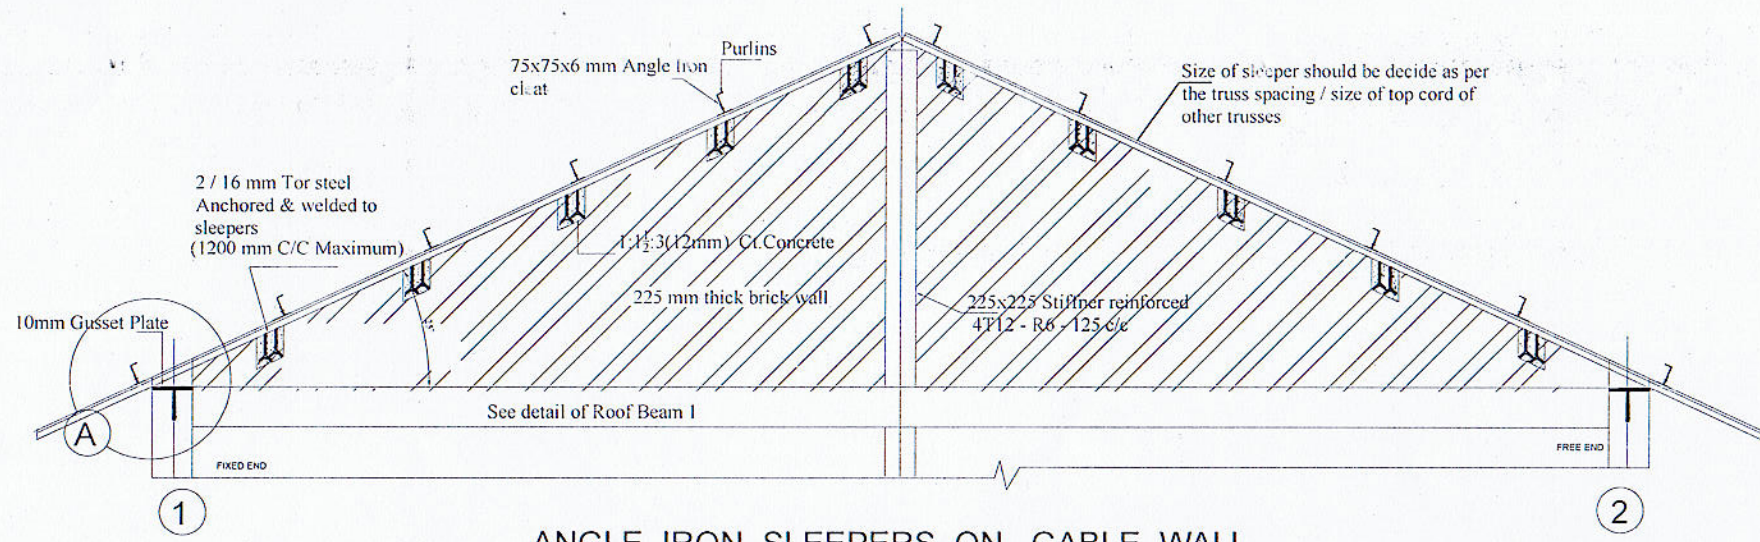 Purlins
75x75x6 mm Angle Iron
cleat
Size of sleeper should be decide as per
the truss spacing / size of top cord of
other trusses
2 / 16 mm Tor steel
Anchored & welded to
sleepers
(1200 mm C/C Maximum)
1:1½:3(12mm) Ct.Concrete
225 mm thick brick wall
225x225 Stiffner reinforced
4T12 - R6 - 125 c/c
10mm Gusset Plate
See detail of Roof Beam 1
A
FIXED END
FREE END
1
2
ANGLE IRON SLEEPERS ON GABLE WALL